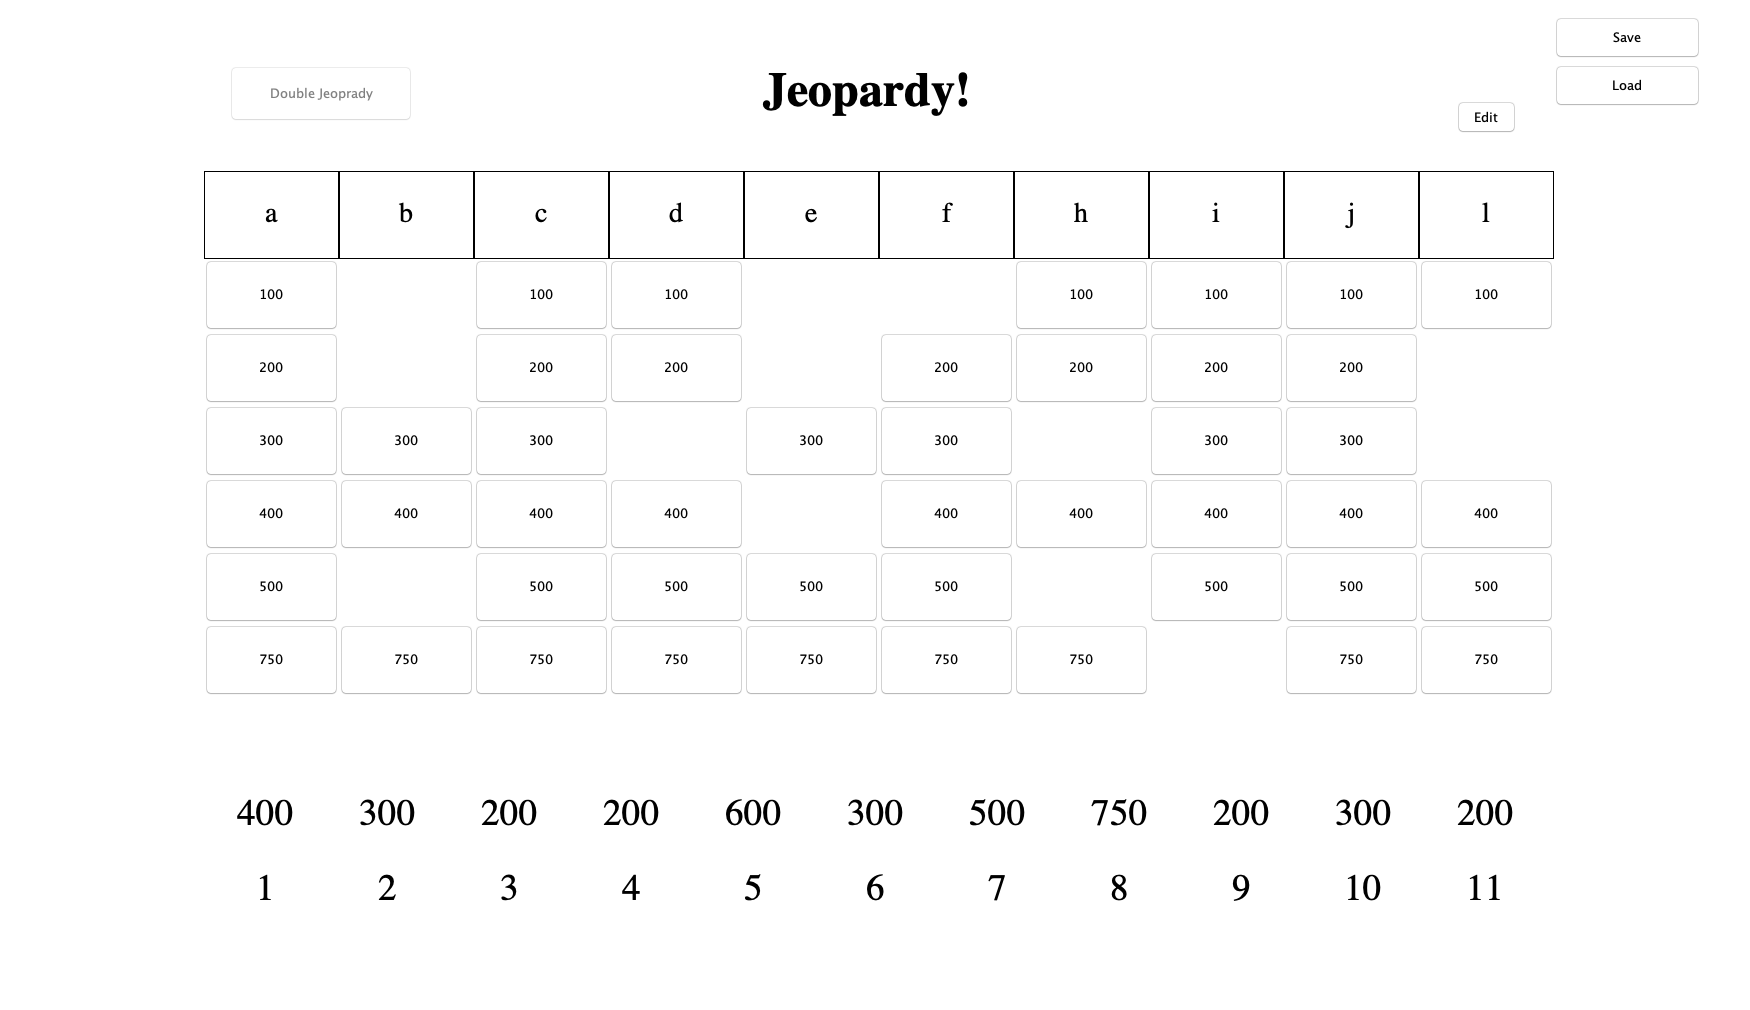 Save
Double Jeoprady Jeopardy! Load
Edit
a b c d e f h i j l
100 100 100 100 100 100 100
200 200 200 200 200 200 200
300 300 300 300 300 300 300
400 400 400 400 400 400 400 400 400
500 500 500 500 500 500 500 500
750 750 750 750 750 750 750 750 750
400 300 200 200 600 300 500 750 200 300 200
1 2 3 4 5 6 7 8 9 10 11